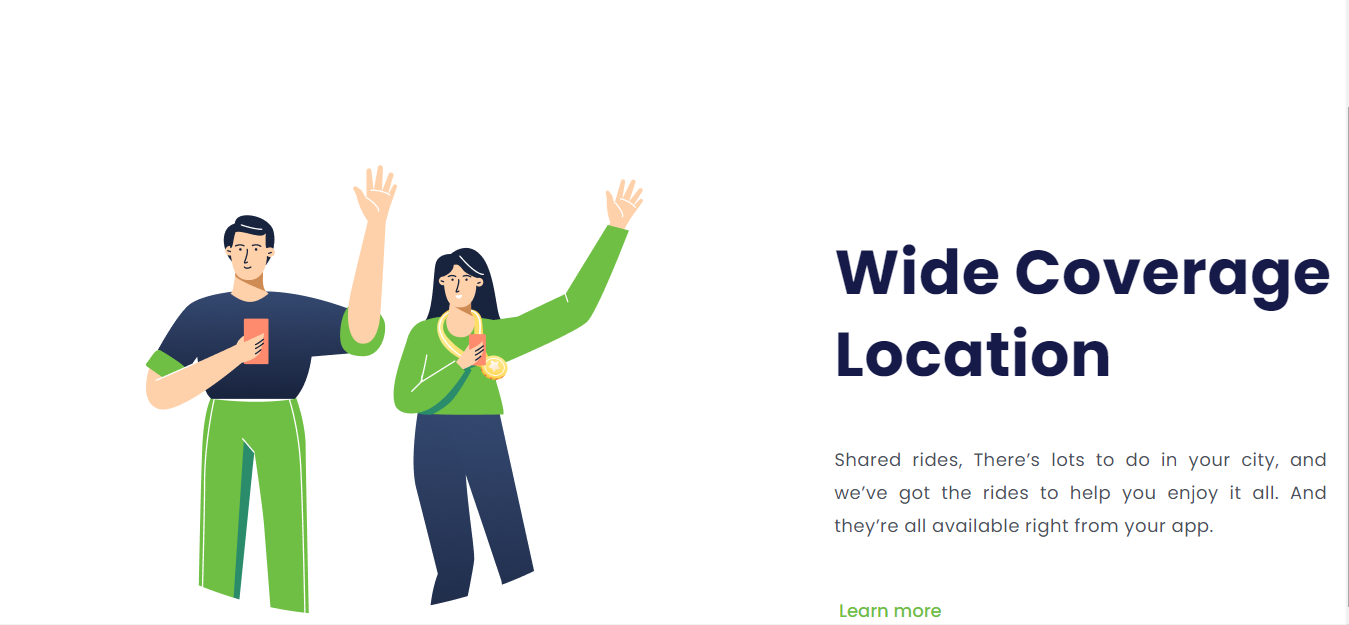 Wide Coverage
Location
Shared rides, There’s lots to do in your city, and
we’ve got the rides to help you enjoy it all. And
they’re all available right from your app.
Learn more